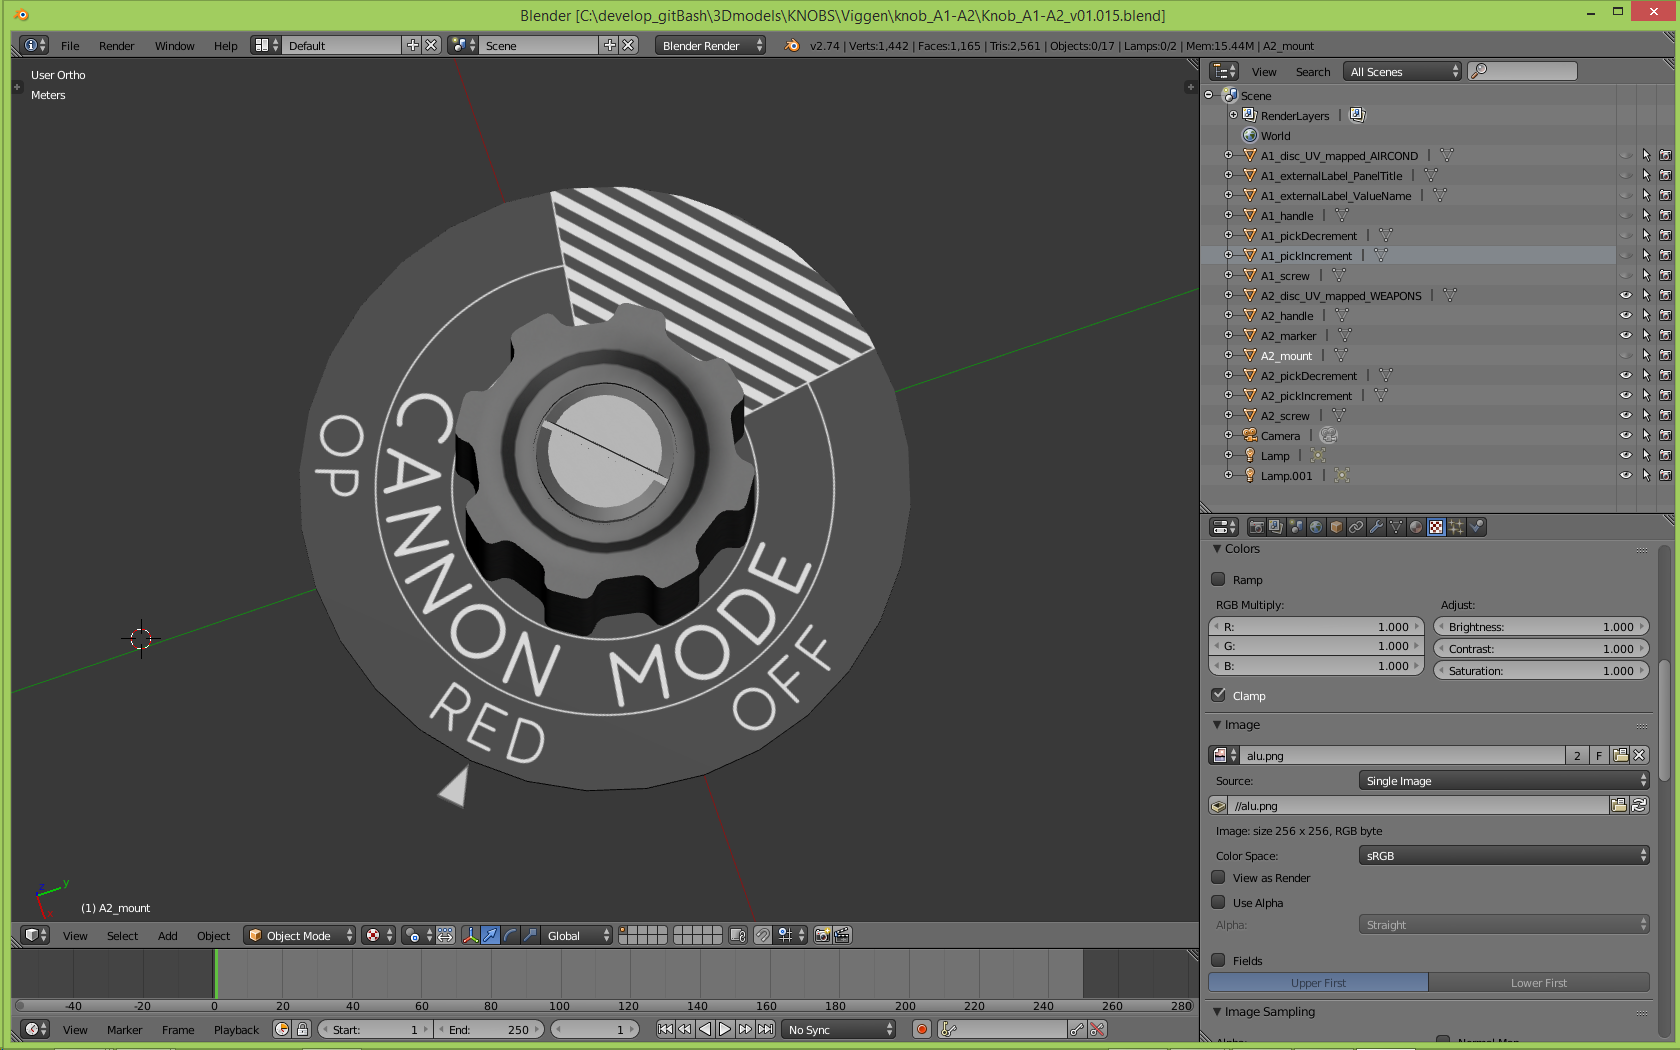 Blender [C:\develop_gitBash\3Dmodels\KNOBS\Viggen\knob_A1-A2\Knob_A1-A2_v01.015.blend]
File Render Window Help Default Scene Blender Render v2.74 | Verts:1,442 | Faces:1,165 | Tris:2,561 | Objects:0/17 | Lamps:0/2 | Mem:15.44M | A2_mount
User Ortho
Meters
OP
CANNON MODE
RED
OFF
z y
(1) A2_mount
View Select Add Object Object Mode Global
-40 -20 0 20 40 60 80 100 120 140 160 180 200 220 240 260 280
View Marker Frame Playback Start: 1 End: 250 1 No Sync
View Search All Scenes
Scene
RenderLayers |
World
A1_disc_UV_mapped_AIRCOND |
A1_externalLabel_PanelTitle |
A1_externalLabel_ValueName |
A1_handle |
A1_pickDecrement |
A1_pickIncrement |
A1_screw |
A2_disc_UV_mapped_WEAPONS |
A2_handle |
A2_marker |
A2_mount |
A2_pickDecrement |
A2_pickIncrement |
A2_screw |
Camera |
Lamp |
Lamp.001 |
Colors
Ramp
RGB Multiply: Adjust:
R: 1.000 Brightness: 1.000
G: 1.000 Contrast: 1.000
B: 1.000 Saturation: 1.000
Clamp
Image
alu.png 2 F
Source: Single Image
//alu.png
Image: size 256 x 256, RGB byte
Color Space: sRGB
View as Render
Use Alpha
Alpha: Straight
Fields
Upper First Lower First
Image Sampling